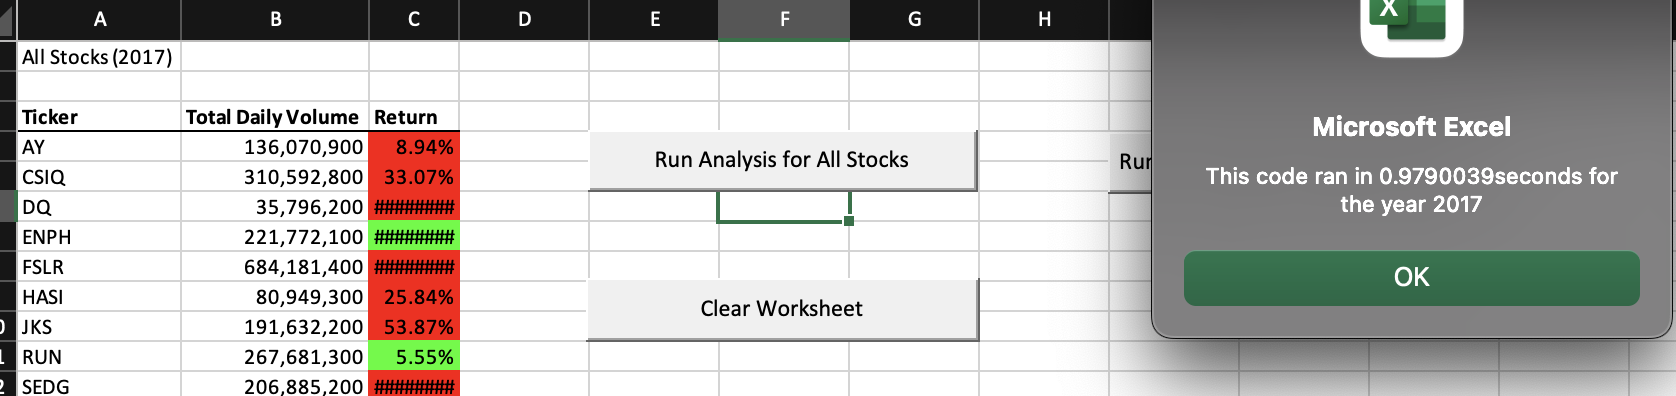 A B C D E F G H
All Stocks (2017)
Ticker Total Daily Volume Return
AY 136,070,900 8.94%
CSIQ 310,592,800 33.07%
DQ 35,796,200 ########
ENPH 221,772,100 ########
FSLR 684,181,400 ########
HASI 80,949,300 25.84%
JKS 191,632,200 53.87%
RUN 267,681,300 5.55%
SEDG 206,885,200 ########
Run Analysis for All Stocks
Clear Worksheet
Run
X
Microsoft Excel
This code ran in 0.9790039seconds for
the year 2017
OK